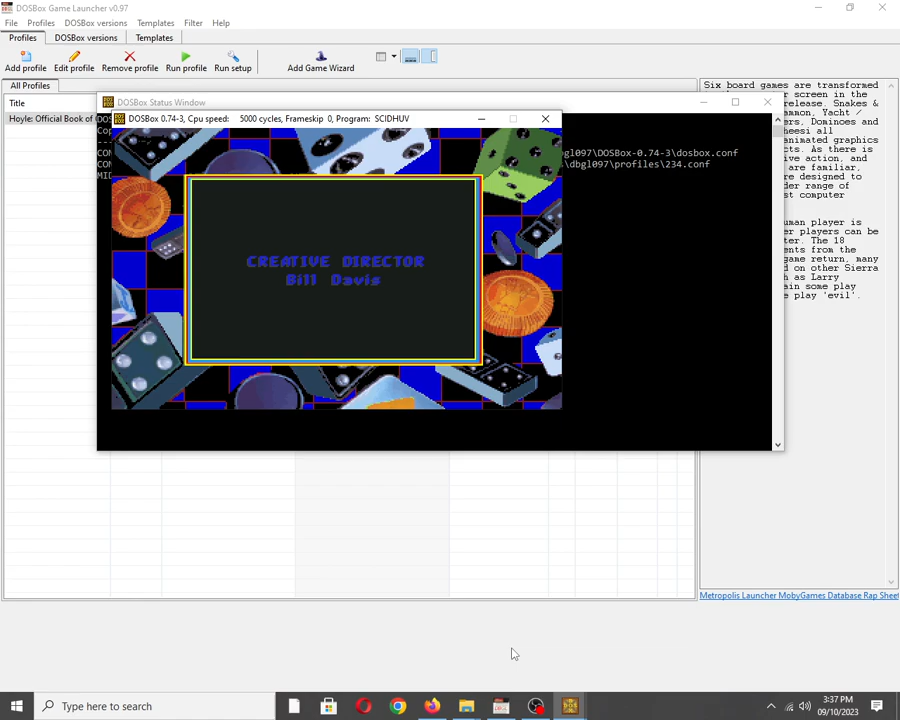 DOSBox Game Launcher v0.97
File Profiles DOSBox versions Templates Filter Help
Profiles DOSBox versions Templates
Add profile Edit profile Remove profile Run profile Run setup Add Game Wizard
All Profiles
Title
Hoyle: Official Book of
DOSBox Status Window
DOSBox 0.74-3, Cpu speed: 5000 cycles, Frameskip 0, Program: SCIDHUV
CREATIVE DIRECTOR
Bill Davis
DOS
Cop
---
CON
CON
MID
bgl097\DOSBox-0.74-3\dosbox.conf
\dbgl097\profiles\234.conf
Six board games are transformed
r screen in the
release, Snakes &
ammon, Yacht /
ers, Dominoes and
heesi all
animated graphics
cts. As there is
ive action, and
are familiar,
designed to
der range of
st computer
uman player is
er players can be
ter. The 18
ents from the
game return, many
d on other Sierra
h as Larry
ain some play
e play 'evil'.
Metropolis Launcher MobyGames Database Rap Sheet
Type here to search
3:37 PM
09/10/2023